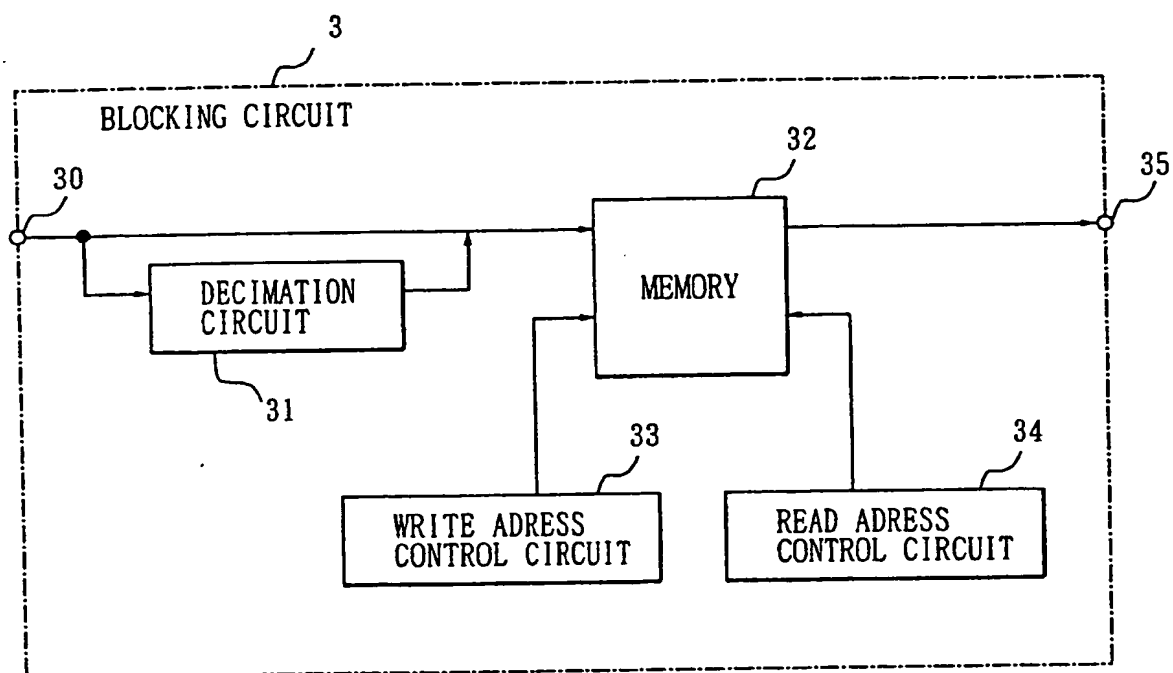 3
BLOCKING CIRCUIT
32
30
35
DECIMATION
CIRCUIT
MEMORY
31
33
34
WRITE ADRESS
CONTROL CIRCUIT
READ ADRESS
CONTROL CIRCUIT